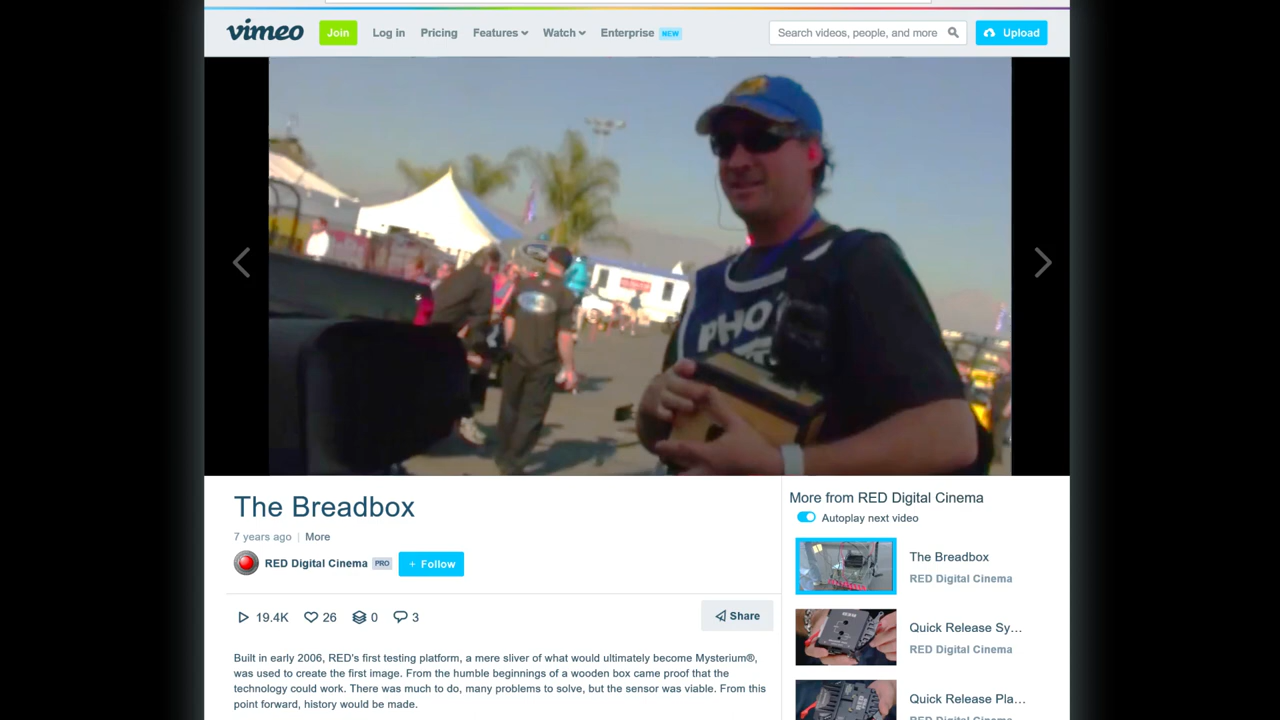 vimeo Join Log in Pricing Features Watch Enterprise NEW Search videos, people, and more Upload
PHO
The Breadbox
7 years ago | More
RED Digital Cinema PRO + Follow
19.4K 26 0 3 Share
Built in early 2006, RED's first testing platform, a mere sliver of what would ultimately become Mysterium®,
was used to create the first image. From the humble beginnings of a wooden box came proof that the
technology could work. There was much to do, many problems to solve, but the sensor was viable. From this
point forward, history would be made.
More from RED Digital Cinema
Autoplay next video
The Breadbox
RED Digital Cinema
Quick Release Sy…
RED Digital Cinema
Quick Release Pla…
RED Digital Cinema